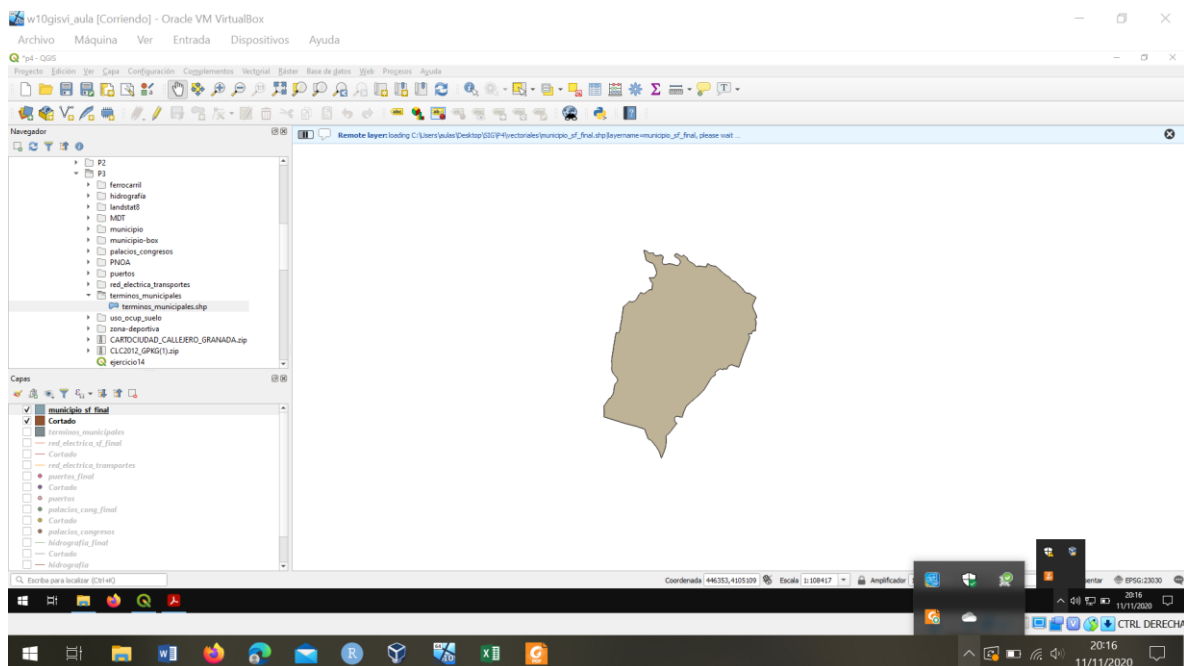 w10gisvi_aula [Corriendo] - Oracle VM VirtualBox
Archivo Máquina Ver Entrada Dispositivos Ayuda
*p4 - QGIS
Proyecto Edición Ver Capa Configuración Complementos Vectorial Ráster Base de datos Web Procesos Ayuda
Navegador
Remote layer: loading C:\Users\aulas\Desktop\SIG\P4\vectoriales\municipio_sf_final.shp|layername=municipio_sf_final, please wait ...
P2
P3
ferrocarril
hidrografía
landstat8
MDT
municipio
municipio-box
palacios_congresos
PNOA
puertos
red_electrica_transportes
terminos_municipales
terminos_municipales.shp
uso_ocup_suelo
zona-deportiva
CARTOCIUDAD_CALLEJERO_GRANADA.zip
CLC2012_GPKG(1).zip
ejercicio14
Capas
municipio_sf_final
Cortado
terminos_municipales
red_electrica_sf_final
Cortado
red_electrica_transportes
puertos_final
Cortado
puertos
palacios_cong_final
Cortado
palacios_congresos
hidrografia_final
Cortado
hidrografía
Escriba para localizar (Ctrl+K)
Coordenada 446353,4105109 Escala 1:108417 Amplificador
entar EPSG:23030
20:16
11/11/2020
CTRL DERECHA
20:16
11/11/2020